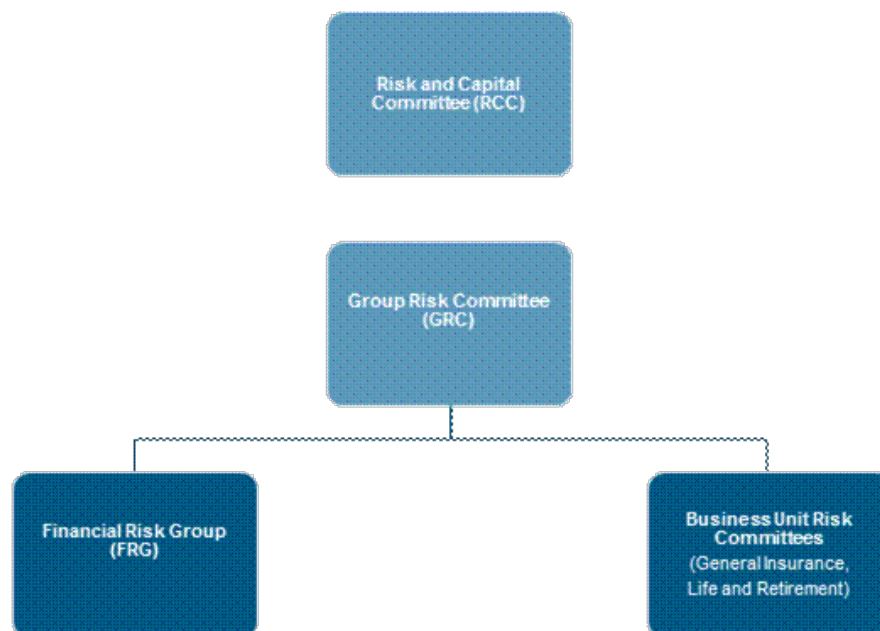 Risk and Capital
Committee (RCC)
Group Risk Committee
(GRC)
Financial Risk Group
(FRG)
Business Unit Risk
Committees
(General Insurance,
Life and Retirement)